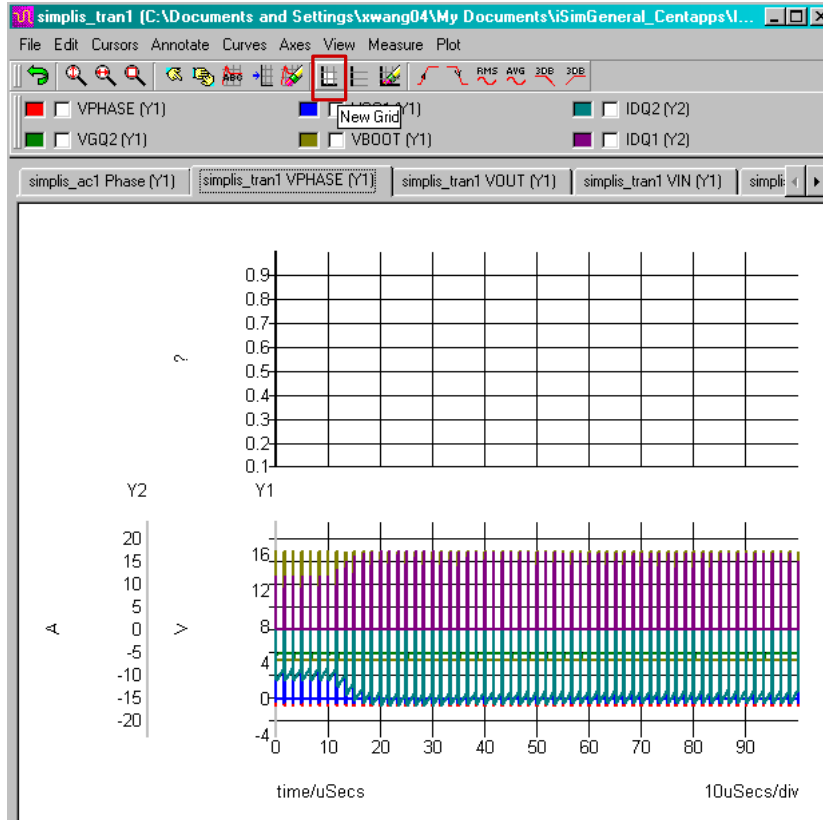 simplis_tran1 (C:\Documents and Settings\xwang04\My Documents\iSimGeneral_Centapps\I...
File Edit Cursors Annotate Curves Axes View Measure Plot
ABC RMS AVG 3DB 3DB
VPHASE (Y1) (Y1) IDQ2 (Y2)
New Grid
VGQ2 (Y1) VBOOT (Y1) IDQ1 (Y2)
simplis_ac1 Phase (Y1) simplis_tran1 VPHASE (Y1) simplis_tran1 VOUT (Y1) simplis_tran1 VIN (Y1) simpli
0.9
0.8
0.7
0.6
?
0.5
0.4
0.3
0.2
0.1
Y2 Y1
20
15 16
10 12
5
A 0 V 8
-5 4
-10
-15 0
-20
-4
0 10 20 30 40 50 60 70 80 90
time/uSecs 10uSecs/div